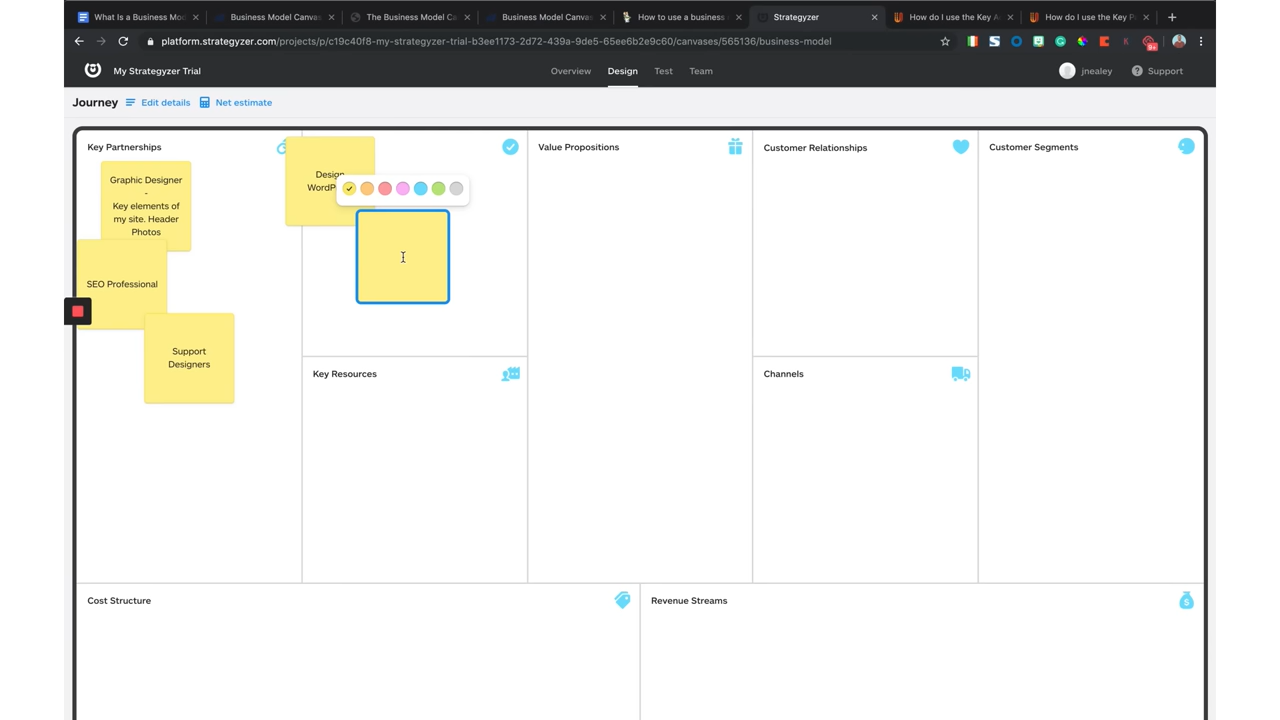 What Is a Business Mo
Business Model Canvas
The Business Model Ca
Business Model Canvas
How to use a business
Strategyzer
How do I use the Key A
How do I use the Key P
platform.strategyzer.com/projects/p/c19c40f8-my-strategyzer-trial-b3ee1173-2d72-439a-9de5-65ee6b2e9c60/canvases/565136/business-model
My Strategyzer Trial
Overview
Design
Test
Team
jnealey
Support
Journey
Edit details
Net estimate
Key Partnerships
Value Propositions
Customer Relationships
Customer Segments
Graphic Designer
-
Key elements of
my site. Header
Photos
Design
SEO Professional
Support
Designers
Key Resources
Channels
Cost Structure
Revenue Streams